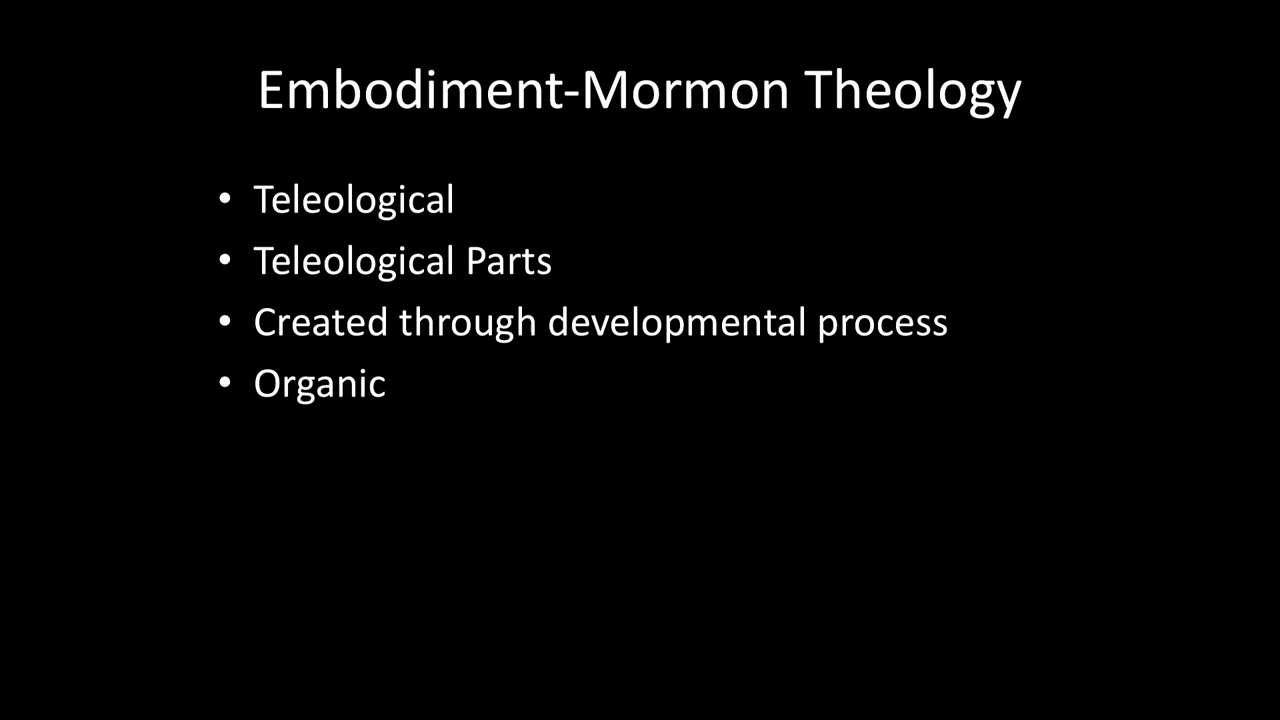 Embodiment-Mormon Theology
• Teleological
• Teleological Parts
• Created through developmental process
• Organic